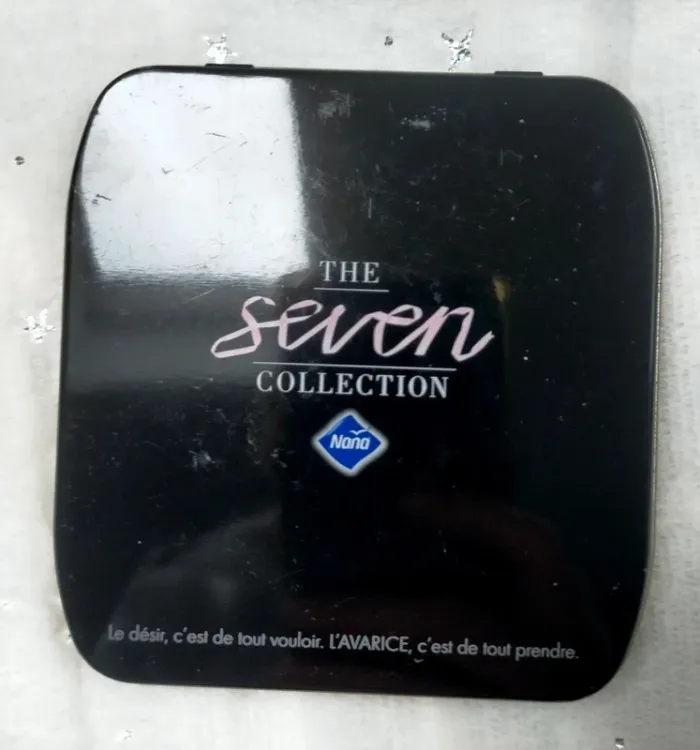 THE
seven
COLLECTION
Nana
Le désir, c'est de tout vouloir. L'AVARICE, c'est de tout prendre.